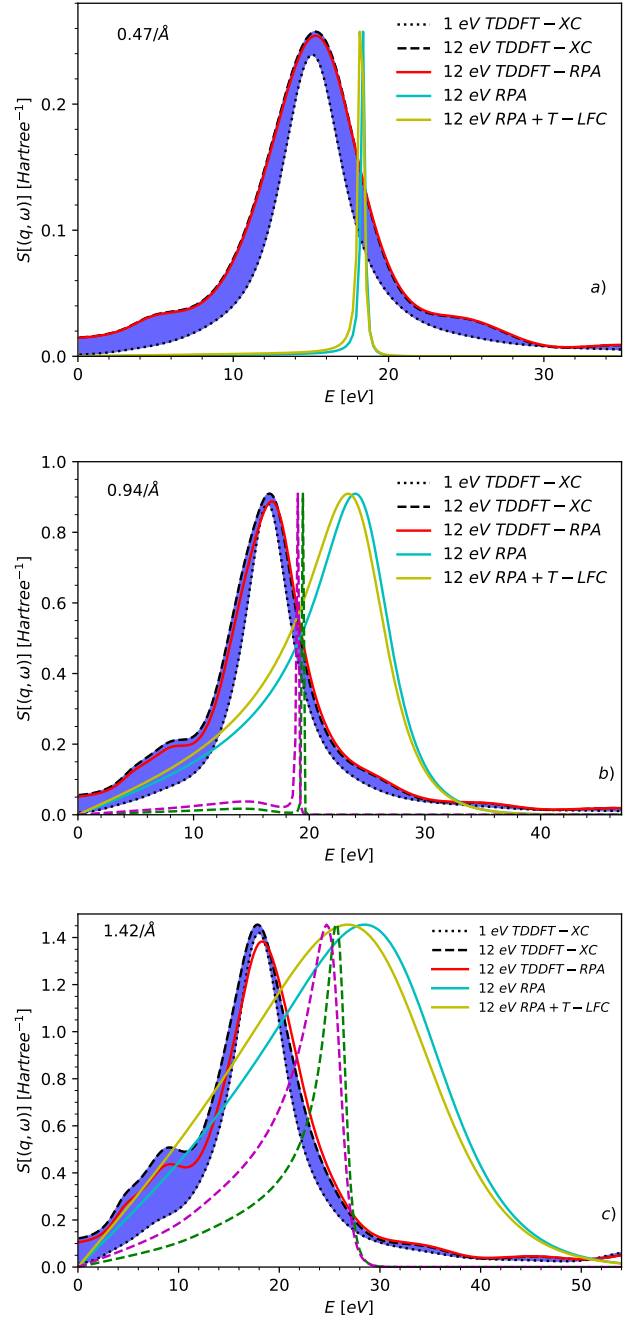 0.47/Å
1 eV TDDFT − XC
12 eV TDDFT − XC
12 eV TDDFT − RPA
12 eV RPA
12 eV RPA + T − LFC
S[(q, ω)] [Hartree⁻¹]
0.2
0.1
0.0
a)
0 10 20 30
E [eV]
0.94/Å
1 eV TDDFT − XC
12 eV TDDFT − XC
12 eV TDDFT − RPA
12 eV RPA
12 eV RPA + T − LFC
S[(q, ω)] [Hartree⁻¹]
1.0
0.8
0.6
0.4
0.2
0.0
b)
0 10 20 30 40
E [eV]
1.42/Å
1 eV TDDFT − XC
12 eV TDDFT − XC
12 eV TDDFT − RPA
12 eV RPA
12 eV RPA + T − LFC
S[(q, ω)] [Hartree⁻¹]
1.4
1.2
1.0
0.8
0.6
0.4
0.2
0.0
c)
0 10 20 30 40 50
E [eV]